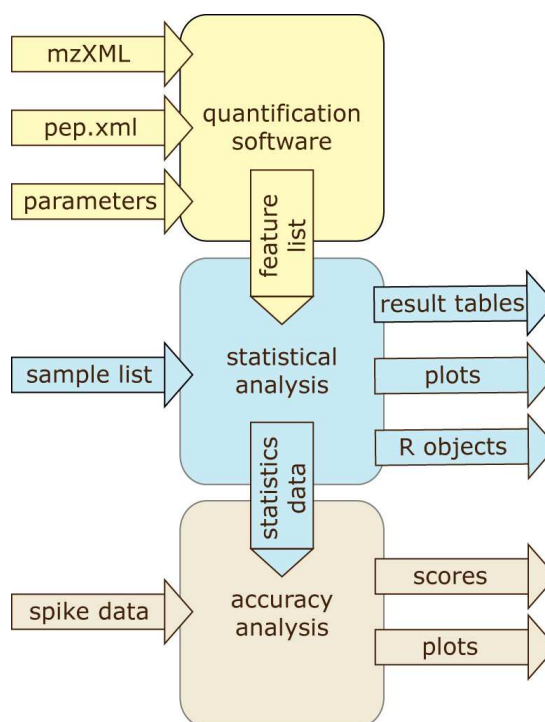 mzXML
pep.xml
parameters
quantification
software
feature
list
sample list
statistical
analysis
result tables
plots
R objects
statistics
data
spike data
accuracy
analysis
scores
plots